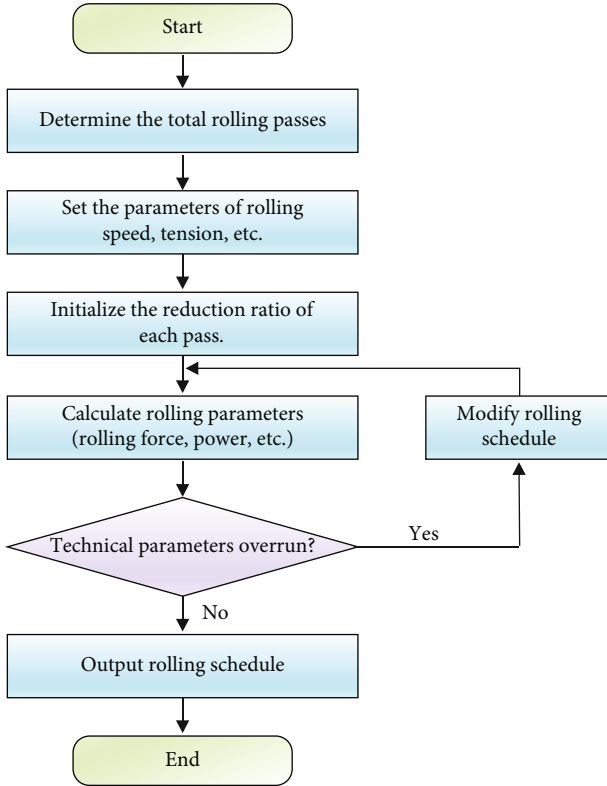 Start
Determine the total rolling passes
Set the parameters of rolling
speed, tension, etc.
Initialize the reduction ratio of
each pass.
Calculate rolling parameters
(rolling force, power, etc.)
Modify rolling
schedule
Technical parameters overrun?
Yes
No
Output rolling schedule
End